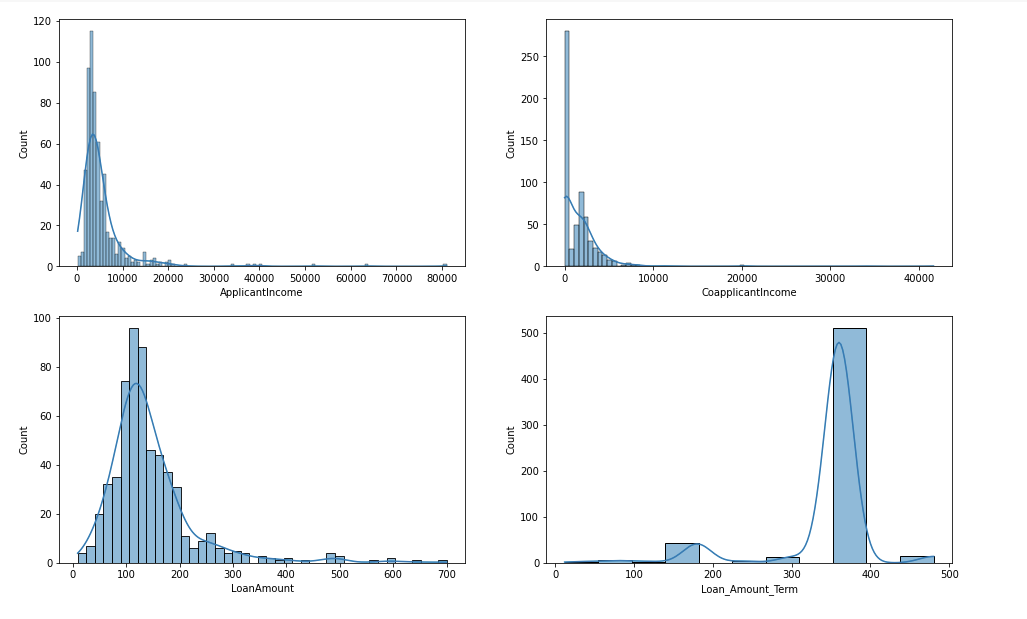 120
100
80
60
40
20
0
Count
0 10000 20000 30000 40000 50000 60000 70000 80000
ApplicantIncome
250
200
150
100
50
0
Count
0 10000 20000 30000 40000
CoapplicantIncome
100
80
60
40
20
0
Count
0 100 200 300 400 500 600 700
LoanAmount
500
400
300
200
100
0
Count
0 100 200 300 400 500
Loan_Amount_Term